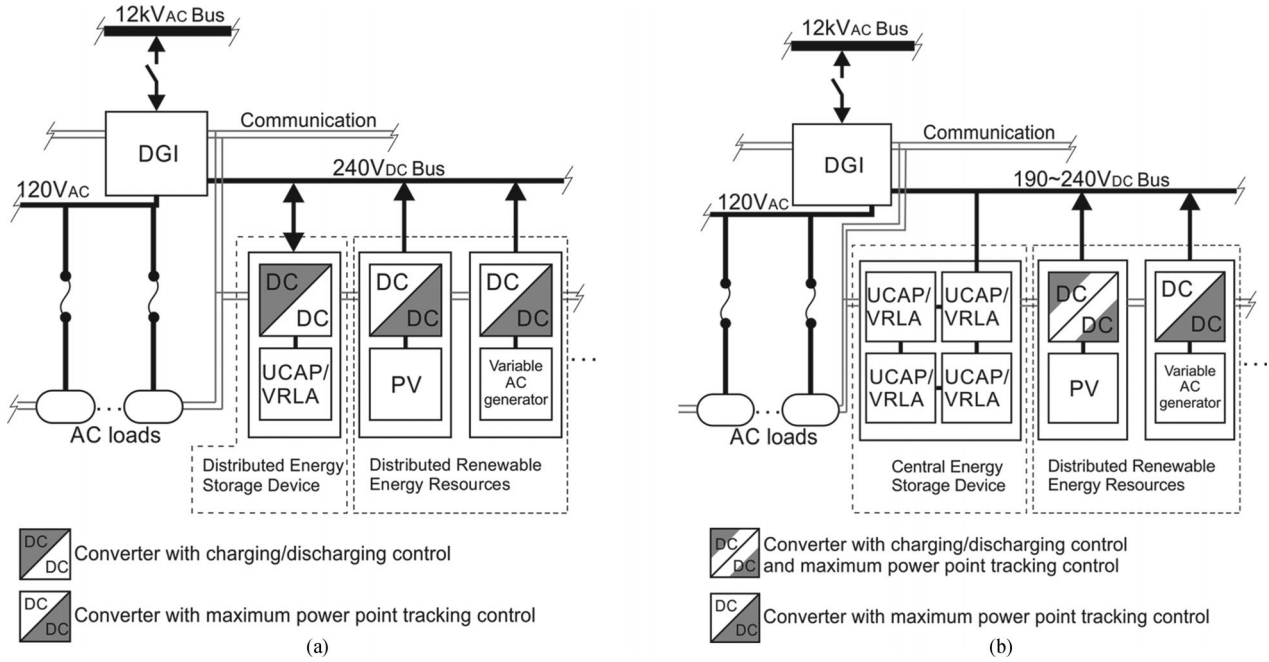 12kVAC Bus
Communication
DGI
240VDC Bus
120VAC
DC
DC
DC
DC
DC
DC
UCAP/
VRLA
PV
Variable
AC
generator
...
...
AC loads
Distributed Energy
Storage Device
Distributed Renewable
Energy Resources
DC
DC
Converter with charging/discharging control
DC
DC
Converter with maximum power point tracking control
(a)
12kVAC Bus
Communication
DGI
190~240VDC Bus
120VAC
UCAP/
VRLA
UCAP/
VRLA
UCAP/
VRLA
UCAP/
VRLA
DC
DC
DC
DC
PV
Variable
AC
generator
...
...
AC loads
Central Energy
Storage Device
Distributed Renewable
Energy Resources
DC
DC
Converter with charging/discharging control
and maximum power point tracking control
DC
DC
Converter with maximum power point tracking control
(b)